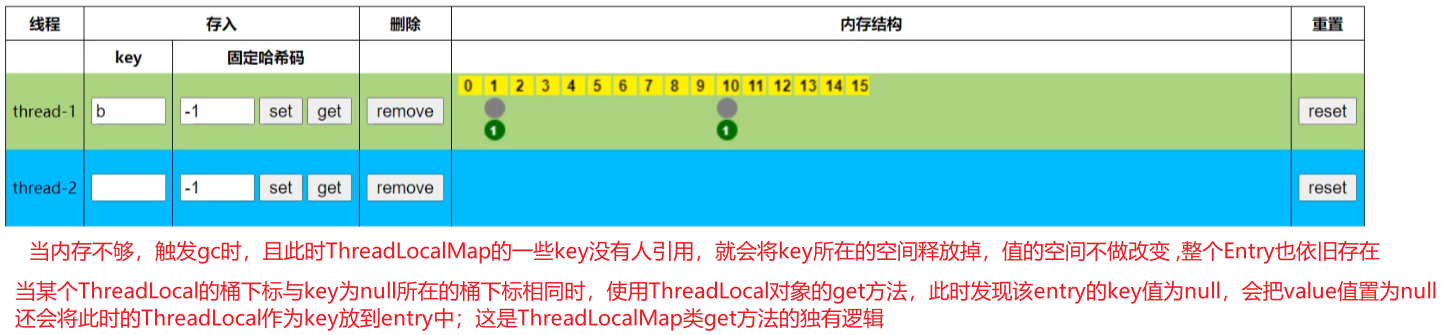 线程 存入 删除 内存结构 重置
key 固定哈希码
0 1 2 3 4 5 6 7 8 9 10 11 12 13 14 15
thread-1 b -1 set get remove reset
1 1
thread-2 -1 set get remove reset
当内存不够，触发gc时，且此时ThreadLocalMap的一些key没有人引用，就会将key所在的空间释放掉，值的空间不做改变 ,整个Entry也依旧存在
当某个ThreadLocal的桶下标与key为null所在的桶下标相同时，使用ThreadLocal对象的get方法，此时发现该entry的key值为null，会把value值置为null
还会将此时的ThreadLocal作为key放到entry中；这是ThreadLocalMap类get方法的独有逻辑